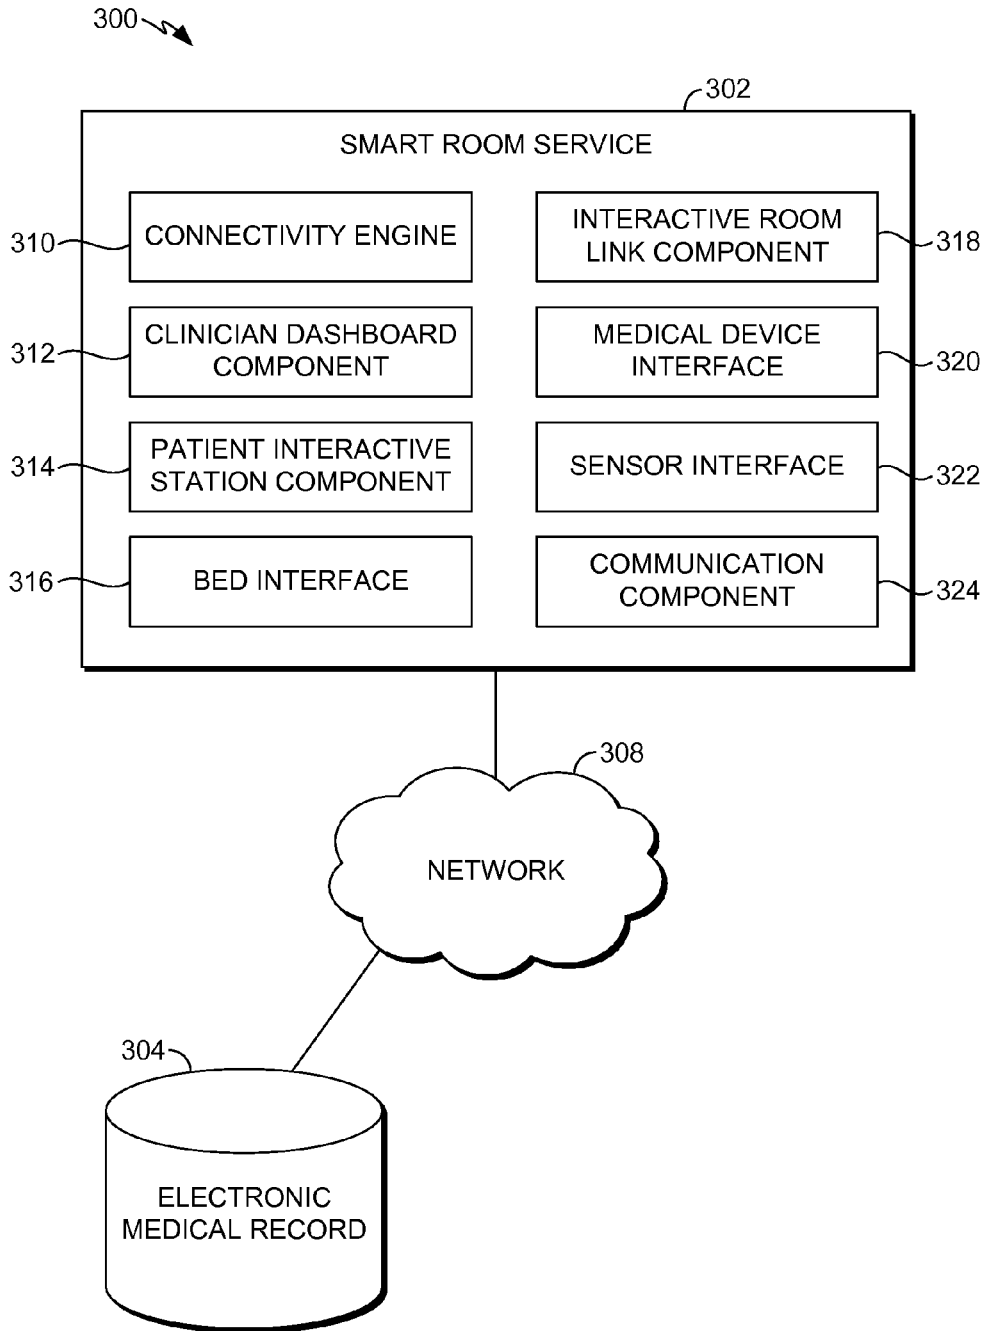 300
302
SMART ROOM SERVICE
310
CONNECTIVITY ENGINE
INTERACTIVE ROOM
LINK COMPONENT
318
312
CLINICIAN DASHBOARD
COMPONENT
MEDICAL DEVICE
INTERFACE
320
314
PATIENT INTERACTIVE
STATION COMPONENT
SENSOR INTERFACE
322
316
BED INTERFACE
COMMUNICATION
COMPONENT
324
308
NETWORK
304
ELECTRONIC
MEDICAL RECORD